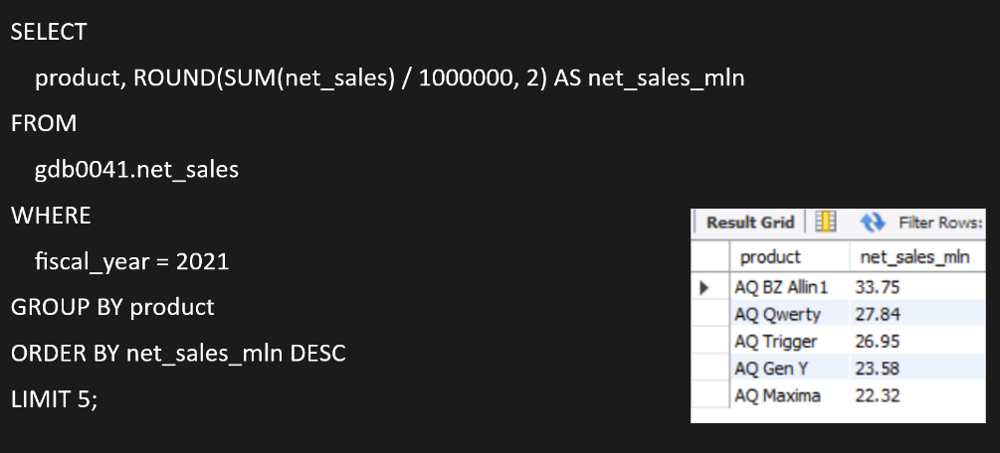 SELECT
product, ROUND(SUM(net_sales) / 1000000, 2) AS net_sales_mln
FROM
gdb0041.net_sales
WHERE
fiscal_year = 2021
GROUP BY product
ORDER BY net_sales_mln DESC
LIMIT 5;
Result Grid Filter Rows:
product net_sales_mln
AQ BZ Allin1 33.75
AQ Qwerty 27.84
AQ Trigger 26.95
AQ Gen Y 23.58
AQ Maxima 22.32